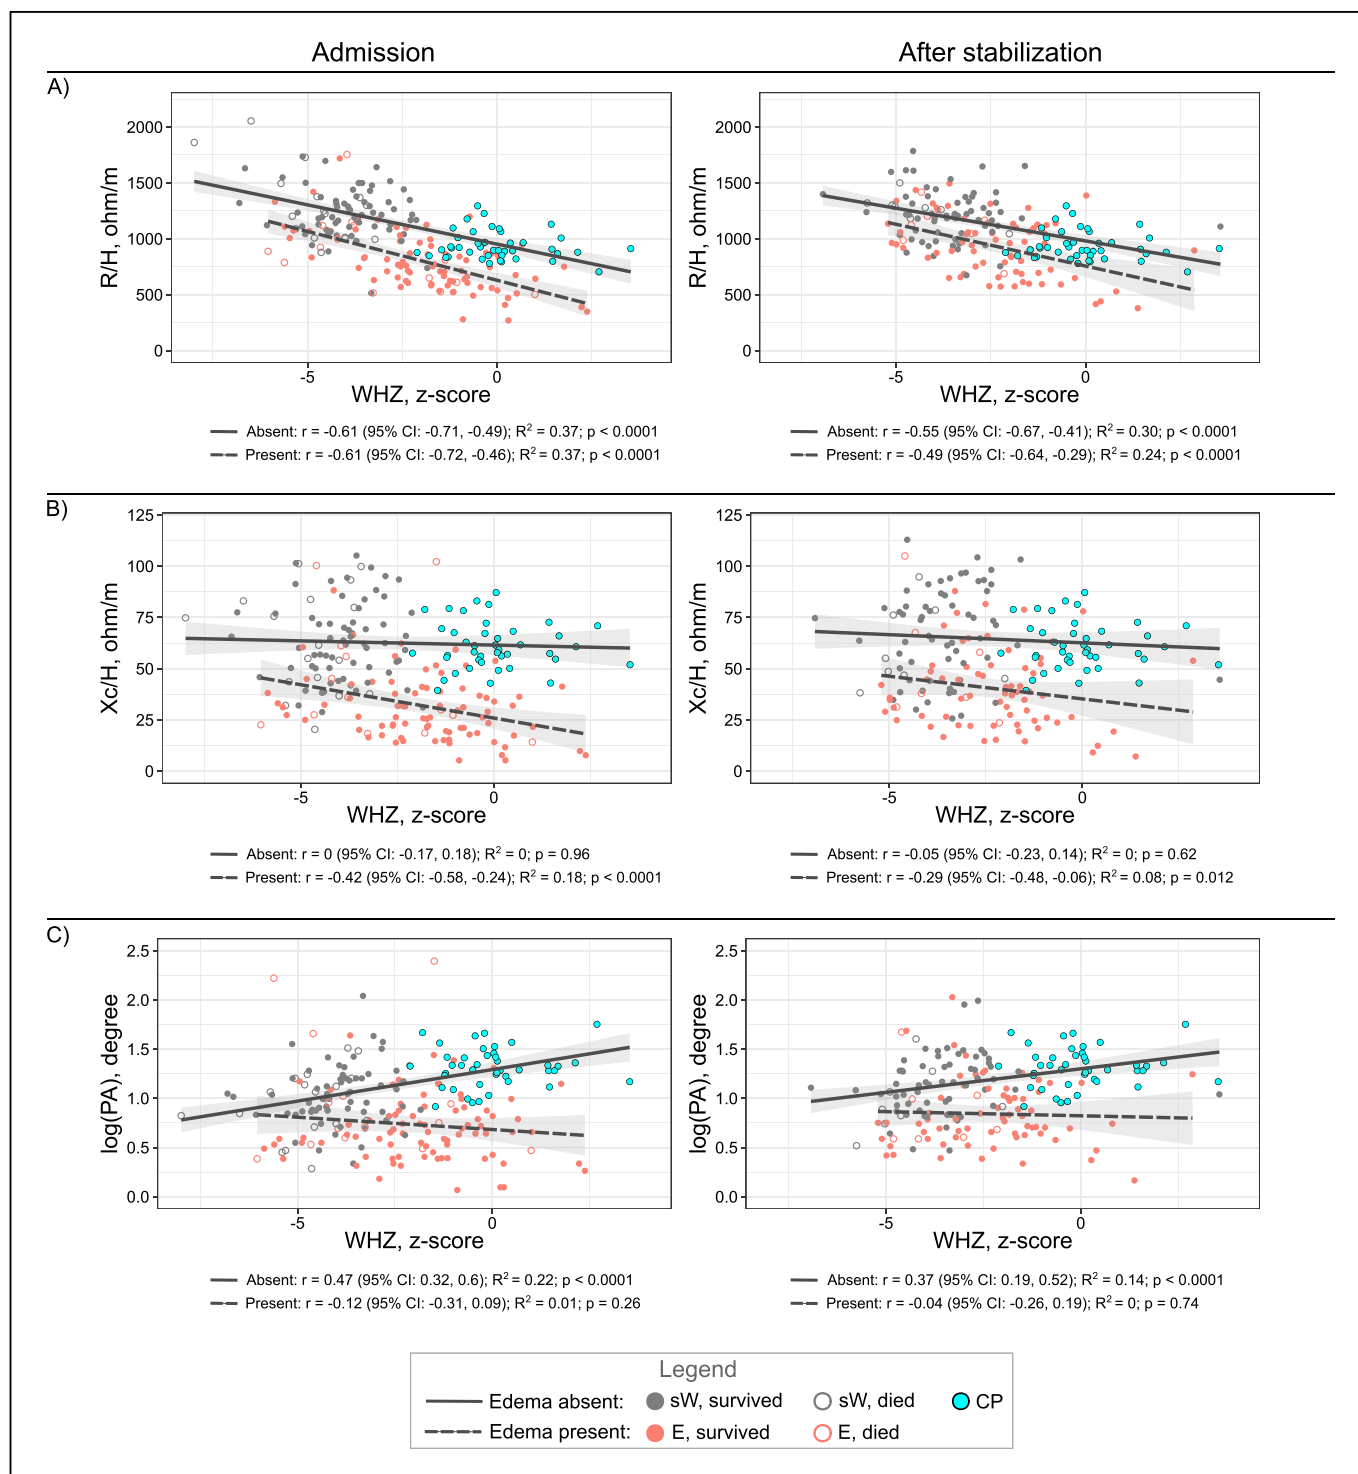 Admission
After stabilization
A)
R/H, ohm/m
2000
1500
1000
500
0
-5
0
WHZ, z-score
Absent: r = -0.61 (95% CI: -0.71, -0.49); R² = 0.37; p < 0.0001
Present: r = -0.61 (95% CI: -0.72, -0.46); R² = 0.37; p < 0.0001
R/H, ohm/m
2000
1500
1000
500
0
-5
0
WHZ, z-score
Absent: r = -0.55 (95% CI: -0.67, -0.41); R² = 0.30; p < 0.0001
Present: r = -0.49 (95% CI: -0.64, -0.29); R² = 0.24; p < 0.0001
B)
Xc/H, ohm/m
125
100
75
50
25
0
-5
0
WHZ, z-score
Absent: r = 0 (95% CI: -0.17, 0.18); R² = 0; p = 0.96
Present: r = -0.42 (95% CI: -0.58, -0.24); R² = 0.18; p < 0.0001
Xc/H, ohm/m
125
100
75
50
25
0
-5
0
WHZ, z-score
Absent: r = -0.05 (95% CI: -0.23, 0.14); R² = 0; p = 0.62
Present: r = -0.29 (95% CI: -0.48, -0.06); R² = 0.08; p = 0.012
C)
log(PA), degree
2.5
2.0
1.5
1.0
0.5
0.0
-5
0
WHZ, z-score
Absent: r = 0.47 (95% CI: 0.32, 0.6); R² = 0.22; p < 0.0001
Present: r = -0.12 (95% CI: -0.31, 0.09); R² = 0.01; p = 0.26
log(PA), degree
2.5
2.0
1.5
1.0
0.5
0.0
-5
0
WHZ, z-score
Absent: r = 0.37 (95% CI: 0.19, 0.52); R² = 0.14; p < 0.0001
Present: r = -0.04 (95% CI: -0.26, 0.19); R² = 0; p = 0.74
Legend
Edema absent: sW, survived sW, died CP
Edema present: E, survived E, died